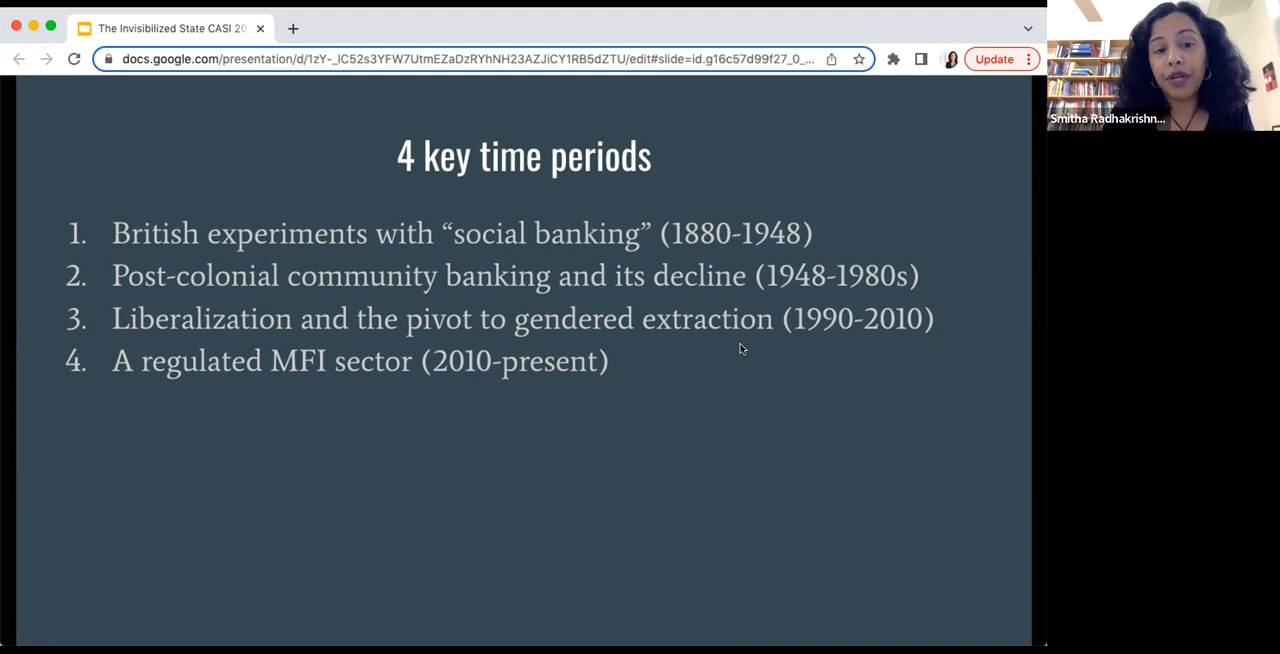 The Invisibilized State CASI 20
docs.google.com/presentation/d/1zY-_lC52s3YFW7UtmEZaDzRYhNH23AZJiCY1RB5dZTU/edit#slide=id.g16c57d99f27_0_...
Update
Smitha Radhakrishn...
4 key time periods
1. British experiments with “social banking” (1880-1948)
2. Post-colonial community banking and its decline (1948-1980s)
3. Liberalization and the pivot to gendered extraction (1990-2010)
4. A regulated MFI sector (2010-present)